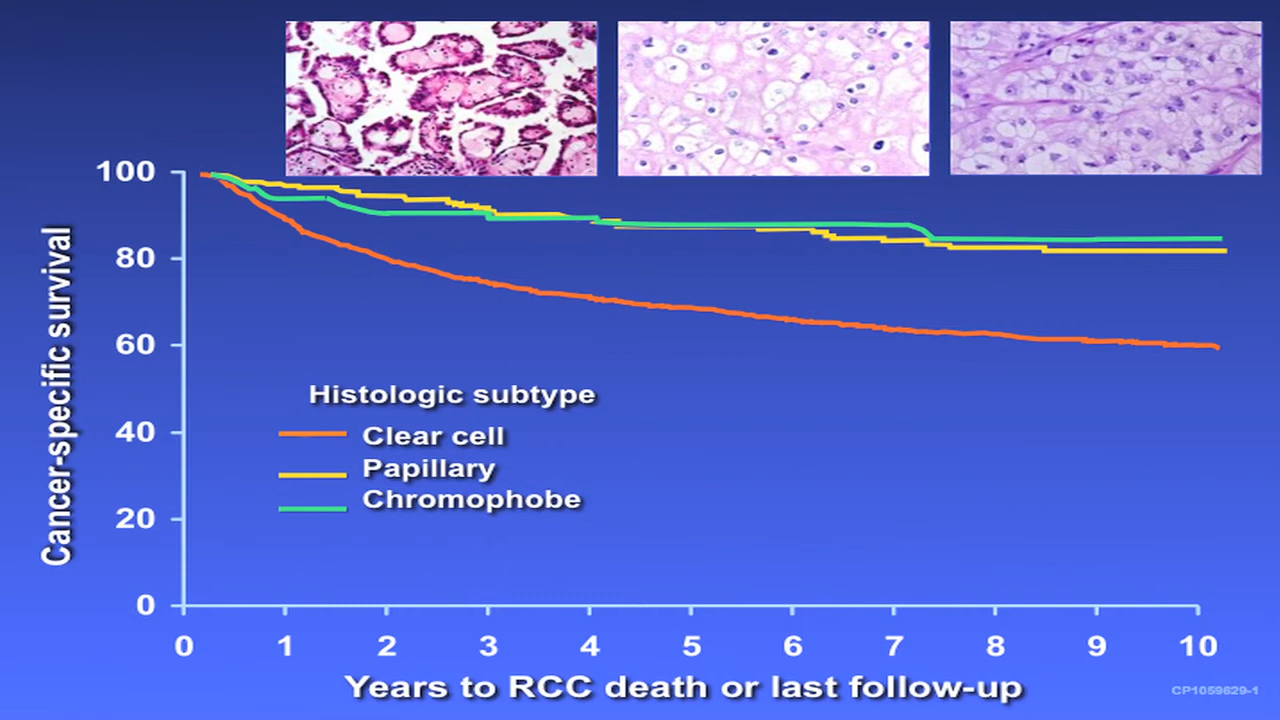 100
80
60
40
20
0
Cancer-specific survival
Histologic subtype
Clear cell
Papillary
Chromophobe
0 1 2 3 4 5 6 7 8 9 10
Years to RCC death or last follow-up
CP1059629-1